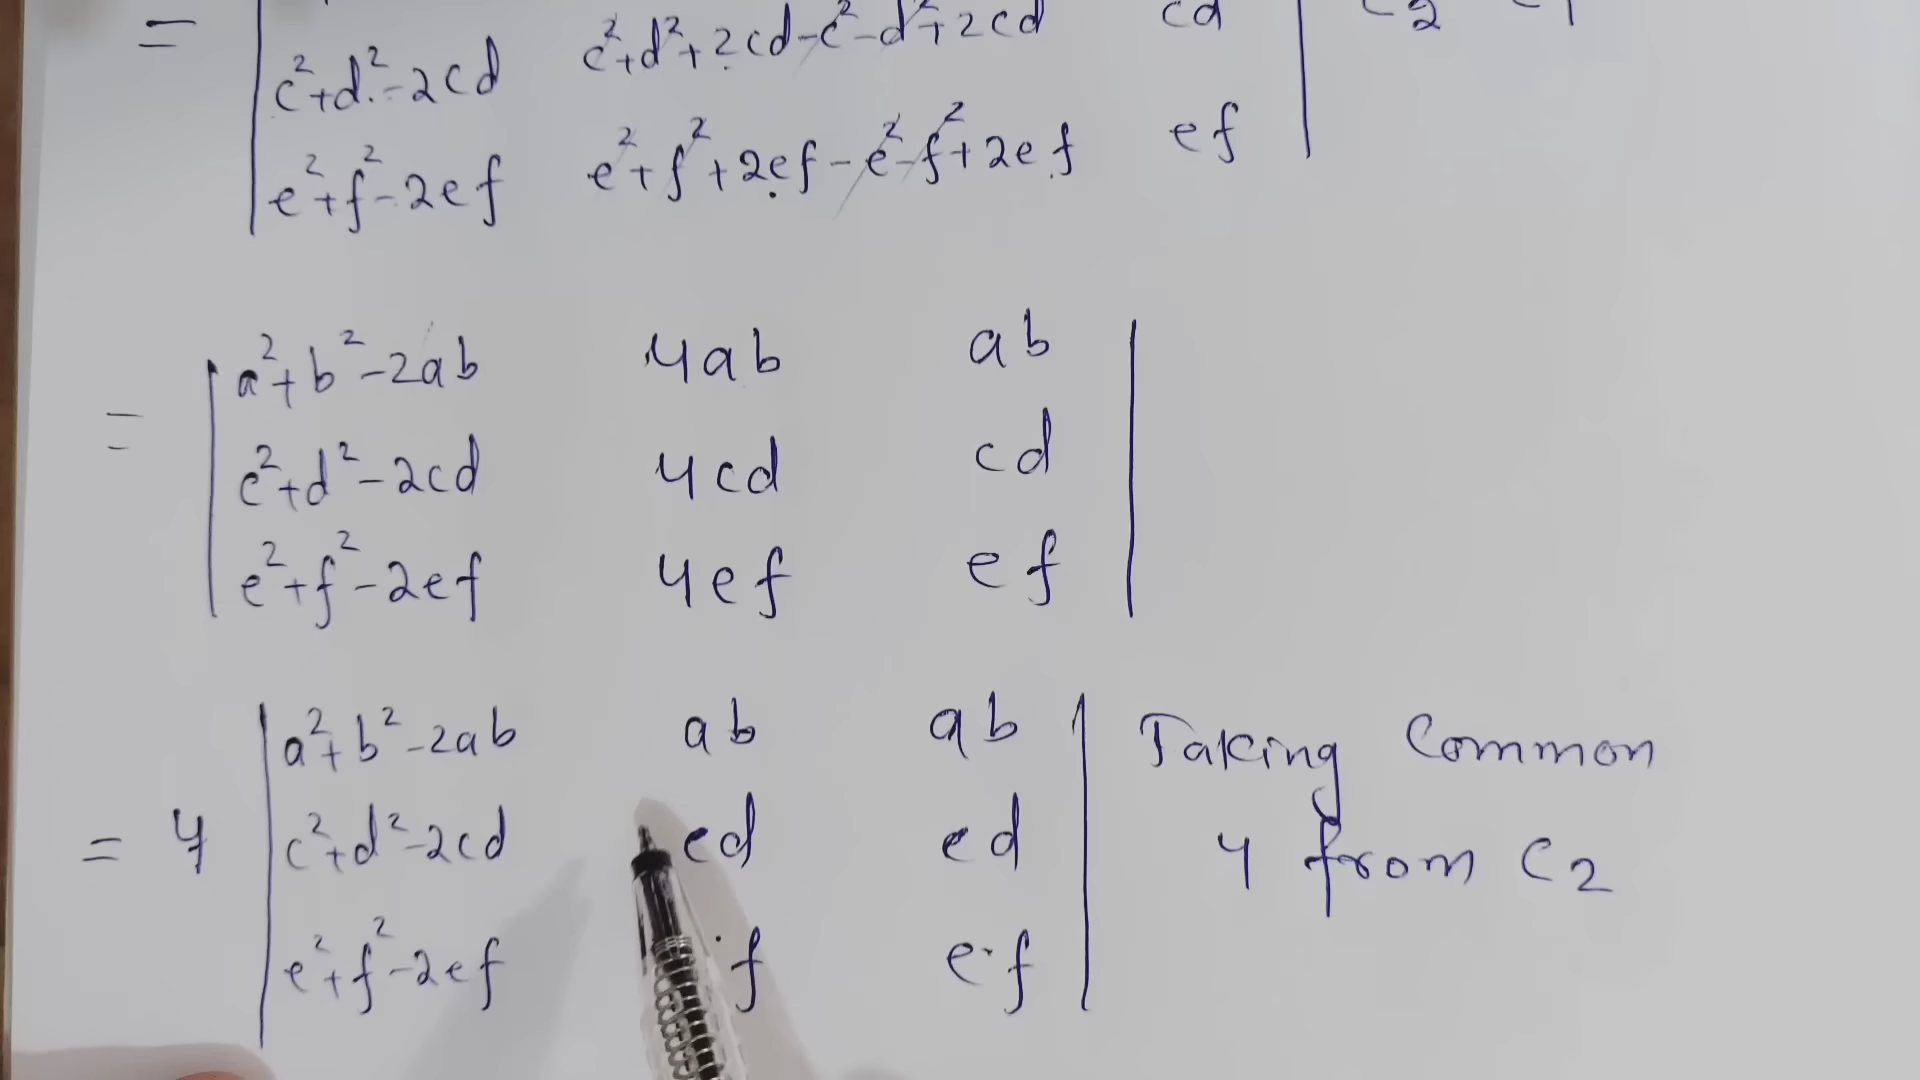 = | c²+d²-2cd c²+d²+2cd-c²-d²+2cd cd |
e²+f²-2ef e²+f²+2ef-e²-f²+2ef ef
a²+b²-2ab 4ab ab
= c²+d²-2cd 4cd cd
e²+f²-2ef 4ef ef
a²+b²-2ab ab ab Taking Common
= 4 c²+d²-2cd cd cd 4 from C2
e²+f²-2ef f ef